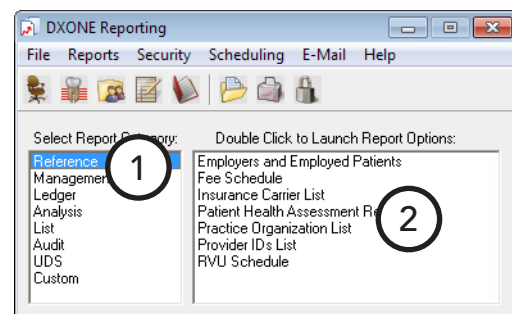 DXONE Reporting
File Reports Security Scheduling E-Mail Help
Select Report Category: Double Click to Launch Report Options:
Reference
Management
Ledger
Analysis
List
Audit
UDS
Custom
1
Employers and Employed Patients
Fee Schedule
Insurance Carrier List
Patient Health Assessment
Practice Organization List
Provider IDs List
RVU Schedule
2